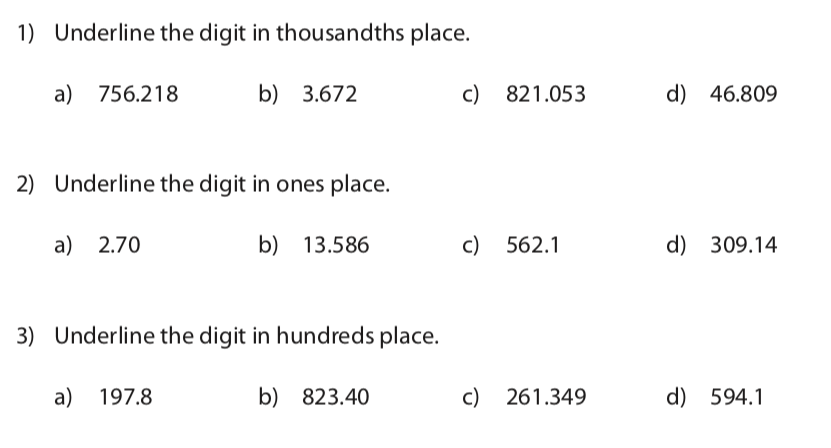 1) Underline the digit in thousandths place.
a) 756.218 b) 3.672 c) 821.053 d) 46.809
2) Underline the digit in ones place.
a) 2.70 b) 13.586 c) 562.1 d) 309.14
3) Underline the digit in hundreds place.
a) 197.8 b) 823.40 c) 261.349 d) 594.1